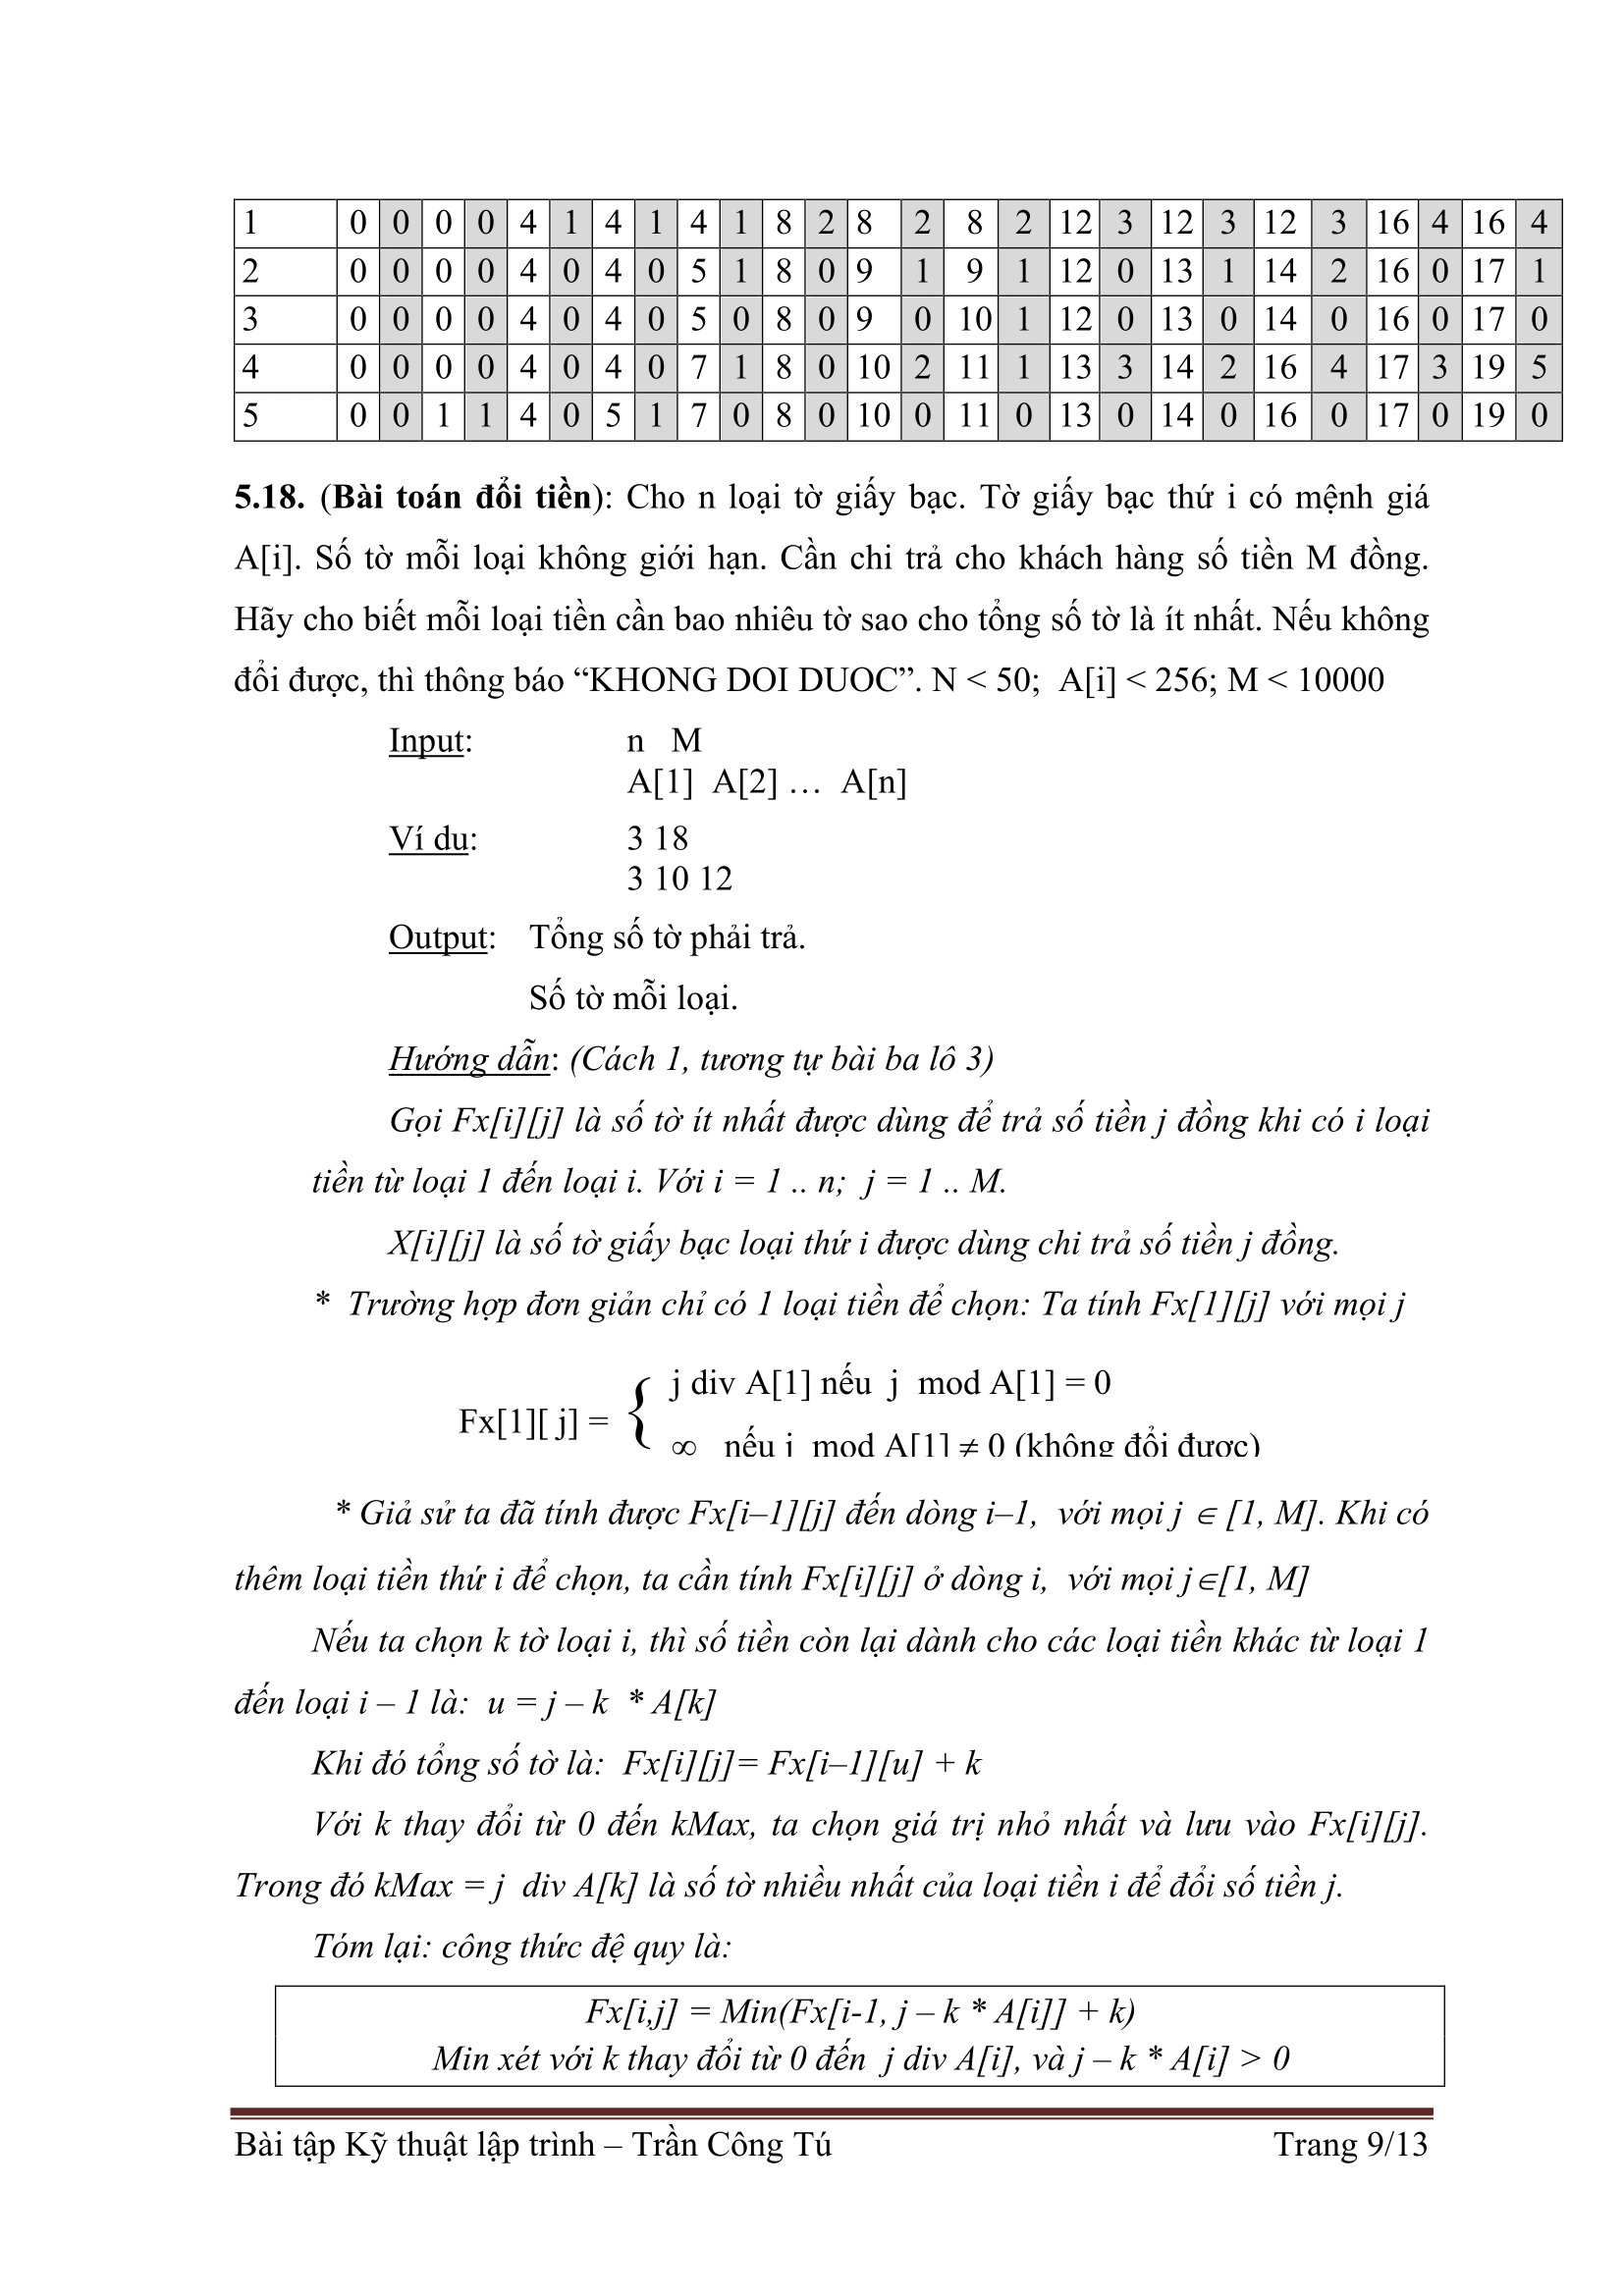 1 0 0 0 0 4 1 4 1 4 1 8 2 8 2 8 2 12 3 12 3 12 3 16 4 16 4
2 0 0 0 0 4 0 4 0 5 1 8 0 9 1 9 1 12 0 13 1 14 2 16 0 17 1
3 0 0 0 0 4 0 4 0 5 0 8 0 9 0 10 1 12 0 13 0 14 0 16 0 17 0
4 0 0 0 0 4 0 4 0 7 1 8 0 10 2 11 1 13 3 14 2 16 4 17 3 19 5
5 0 0 1 1 4 0 5 1 7 0 8 0 10 0 11 0 13 0 14 0 16 0 17 0 19 0
5.18. (Bài toán đổi tiền): Cho n loại tờ giấy bạc. Tờ giấy bạc thứ i có mệnh giá
A[i]. Số tờ mỗi loại không giới hạn. Cần chi trả cho khách hàng số tiền M đồng.
Hãy cho biết mỗi loại tiền cần bao nhiêu tờ sao cho tổng số tờ là ít nhất. Nếu không
đổi được, thì thông báo “KHONG DOI DUOC”. N < 50; A[i] < 256; M < 10000
Input: n M
A[1] A[2] … A[n]
Ví du: 3 18
3 10 12
Output: Tổng số tờ phải trả.
Số tờ mỗi loại.
Hướng dẫn: (Cách 1, tương tự bài ba lô 3)
Gọi Fx[i][j] là số tờ ít nhất được dùng để trả số tiền j đồng khi có i loại
tiền từ loại 1 đến loại i. Với i = 1 .. n; j = 1 .. M.
X[i][j] là số tờ giấy bạc loại thứ i được dùng chi trả số tiền j đồng.
* Trường hợp đơn giản chỉ có 1 loại tiền để chọn: Ta tính Fx[1][j] với mọi j
j div A[1] nếu j mod A[1] = 0
Fx[1][ j] = {
∞ nếu j mod A[1] ≠ 0 (không đổi được)
* Giả sử ta đã tính được Fx[i–1][j] đến dòng i–1, với mọi j ∈ [1, M]. Khi có
thêm loại tiền thứ i để chọn, ta cần tính Fx[i][j] ở dòng i, với mọi j∈[1, M]
Nếu ta chọn k tờ loại i, thì số tiền còn lại dành cho các loại tiền khác từ loại 1
đến loại i – 1 là: u = j – k * A[k]
Khi đó tổng số tờ là: Fx[i][j]= Fx[i–1][u] + k
Với k thay đổi từ 0 đến kMax, ta chọn giá trị nhỏ nhất và lưu vào Fx[i][j].
Trong đó kMax = j div A[k] là số tờ nhiều nhất của loại tiền i để đổi số tiền j.
Tóm lại: công thức đệ quy là:
Fx[i,j] = Min(Fx[i-1, j – k * A[i]] + k)
Min xét với k thay đổi từ 0 đến j div A[i], và j – k * A[i] > 0
Bài tập Kỹ thuật lập trình – Trần Công Tú Trang 9/13